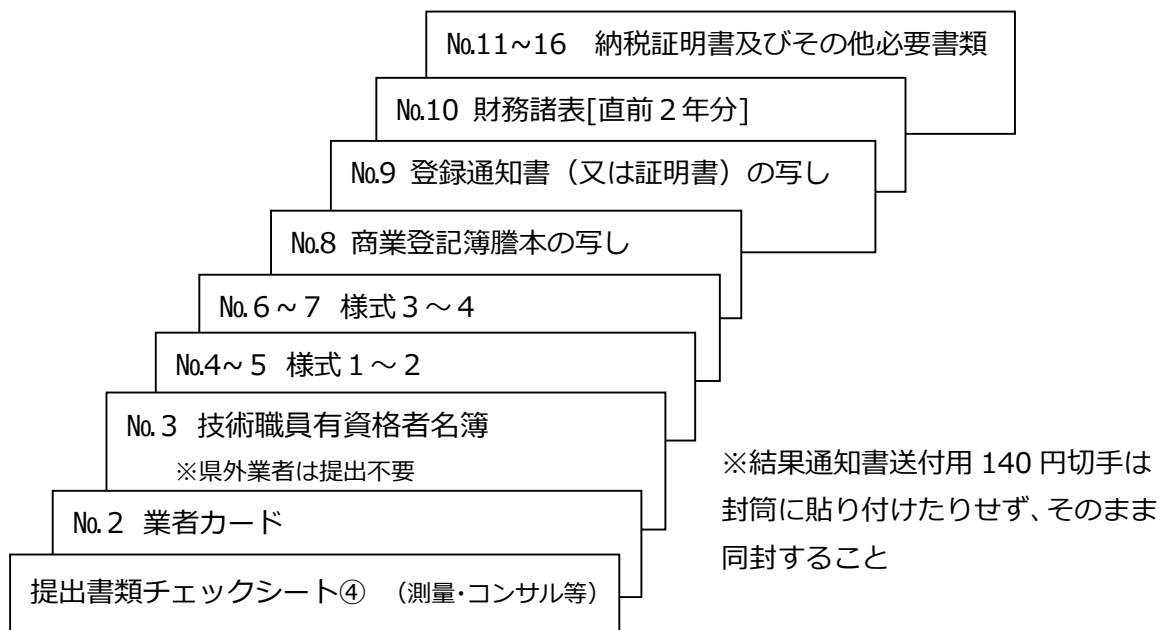 №11~16　納税証明書及びその他必要書類
№10 財務諸表[直前２年分]
№9 登録通知書（又は証明書）の写し
№8 商業登記簿謄本の写し
№６~７ 様式３～４
№4~５ 様式１～２
№３ 技術職員有資格者名簿
※県外業者は提出不要
№２ 業者カード
提出書類チェックシート④　（測量・コンサル等）
※結果通知書送付用 140 円切手は
封筒に貼り付けたりせず、そのまま
同封すること